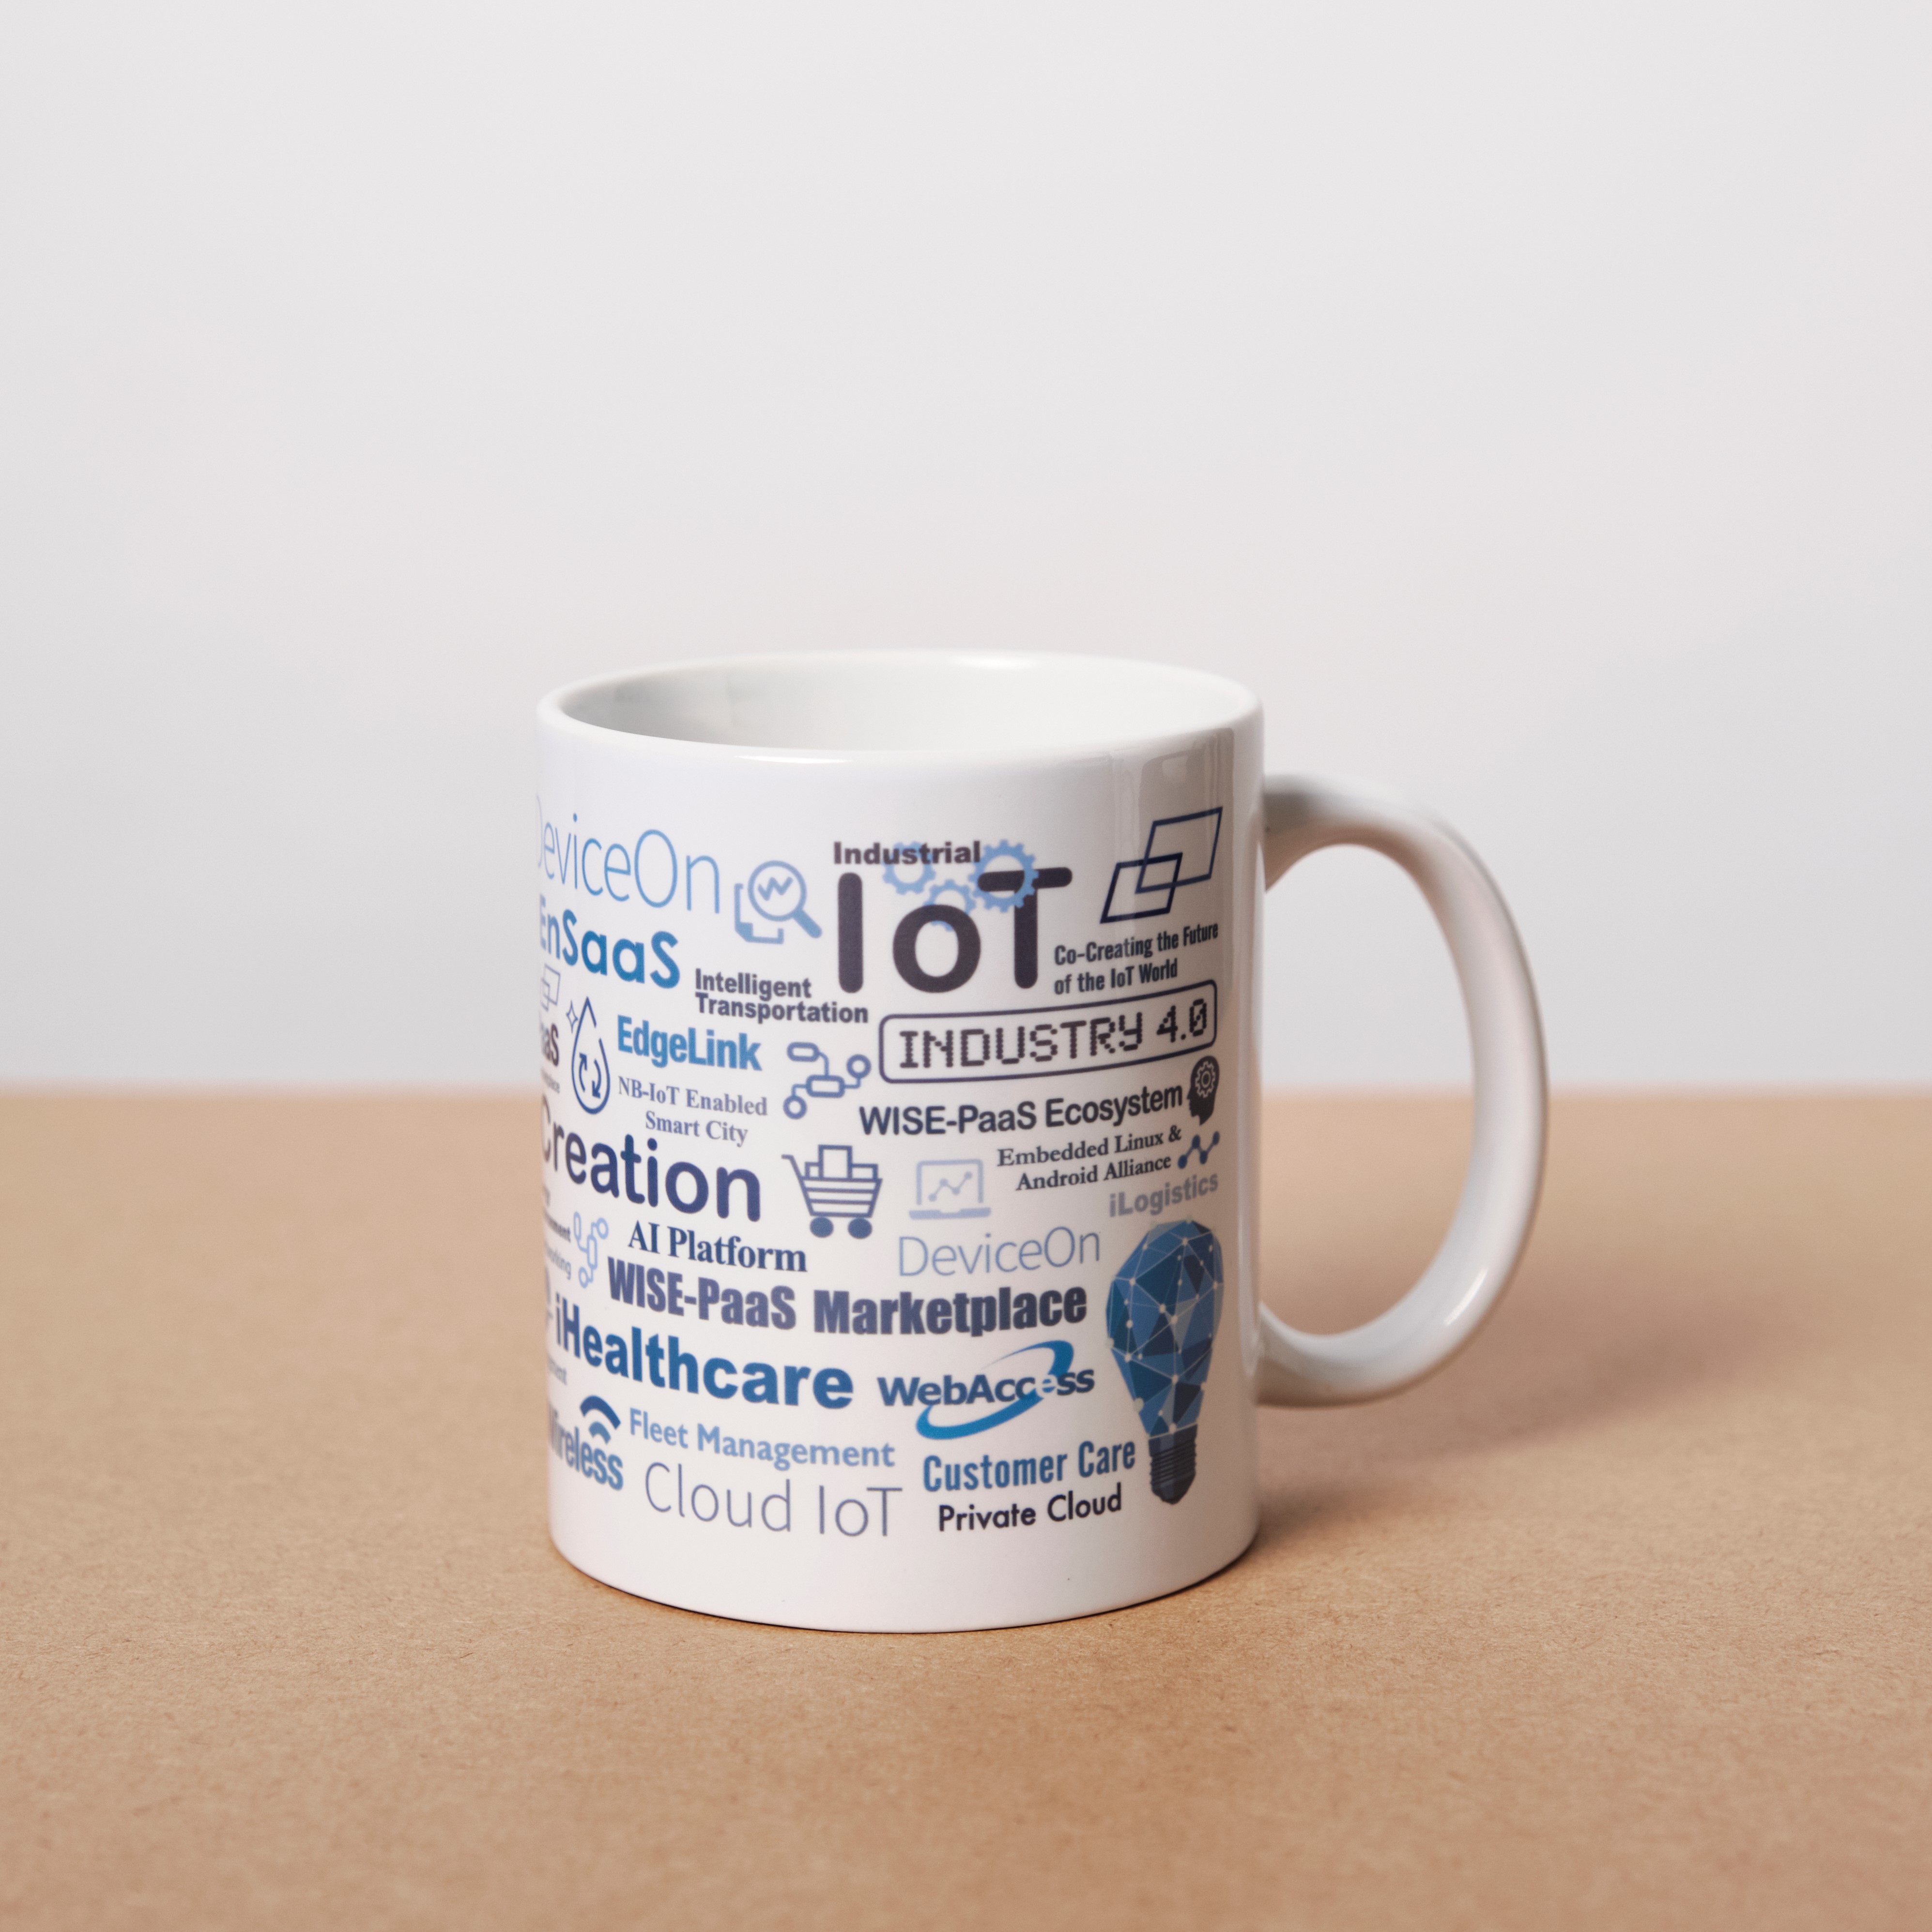 DeviceOn
Industrial
IoT
EnSaaS
Co-Creating the Future
of the IoT World
Intelligent
Transportation
INDUSTRY 4.0
EdgeLink
NB-IoT Enabled
Smart City
WISE-PaaS Ecosystem
Embedded Linux &
Android Alliance
iLogistics
Creation
AI Platform
DeviceOn
WISE-PaaS Marketplace
iHealthcare
WebAccess
Wireless
Fleet Management
Customer Care
Cloud IoT
Private Cloud